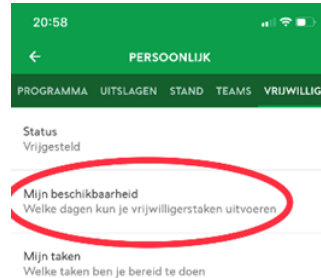 20:58
PERSOONLIJK
PROGRAMMA UITSLAGEN STAND TEAMS VRIJWILLIG
Status
Vrijgesteld
Mijn beschikbaarheid
Welke dagen kun je vrijwilligerstaken uitvoeren
Mijn taken
Welke taken ben je bereid te doen